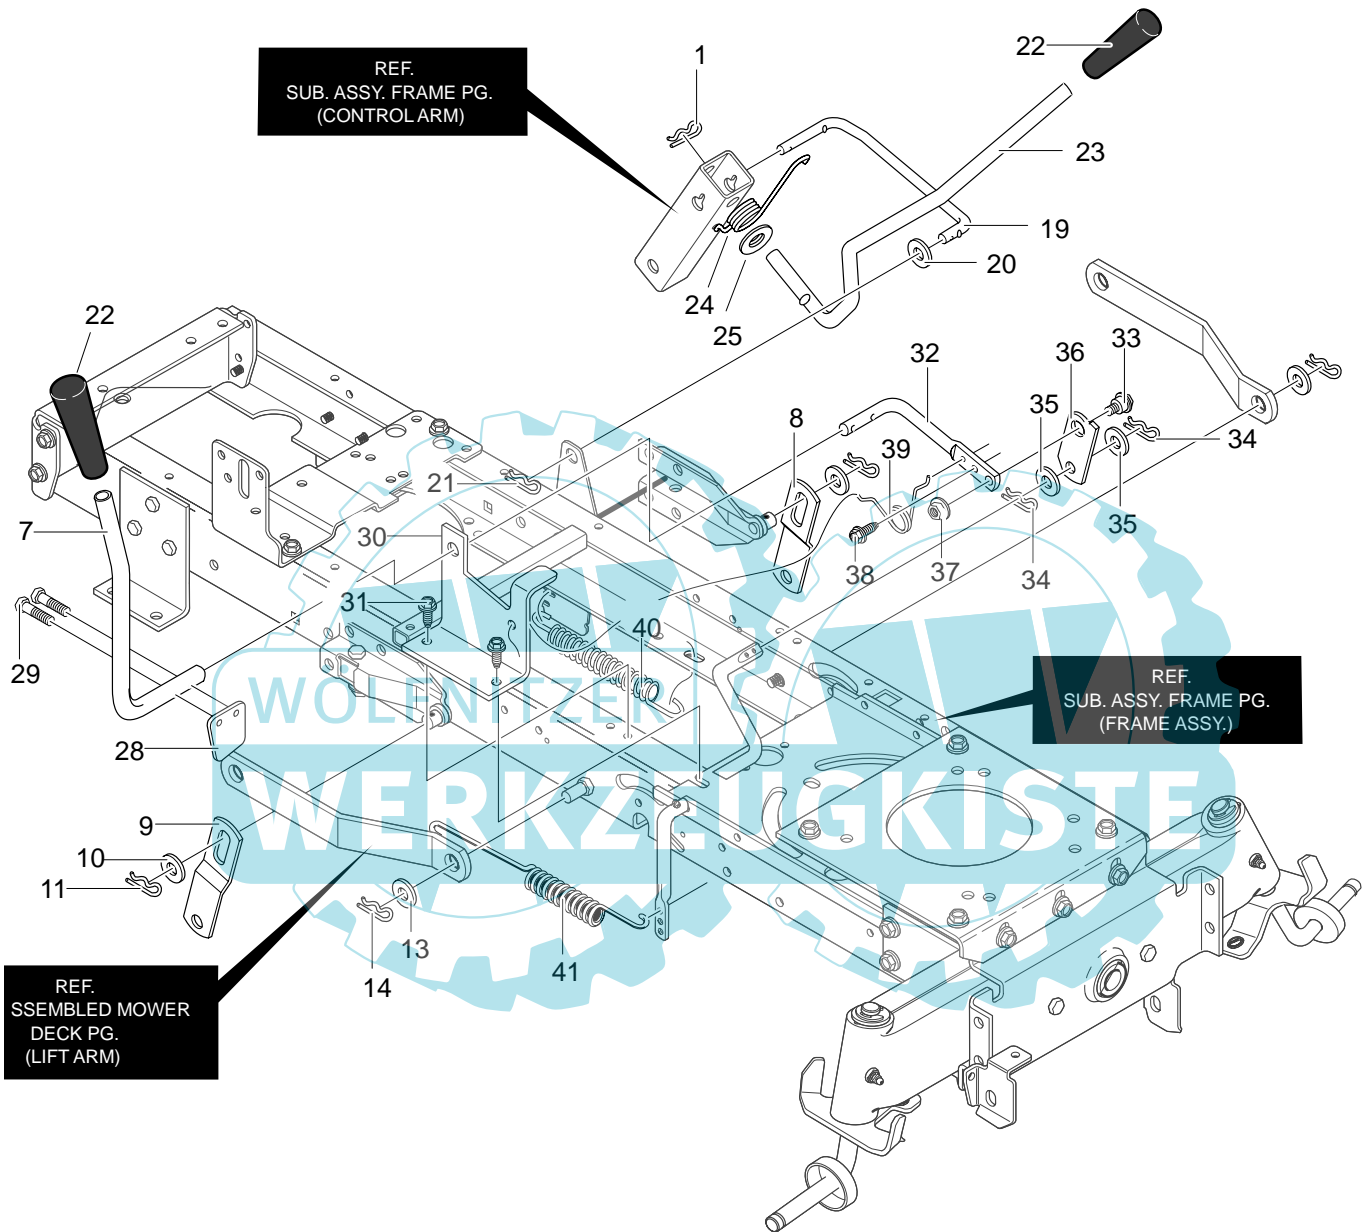 1
REF.
SUB. ASSY. FRAME PG.
(CONTROL ARM)
22
23
19
20
24
25
22
33
36
32
35
8
34
39
21
7
30
35
38
37
34
31
40
29
REF.
SUB. ASSY. FRAME PG.
(FRAME ASSY.)
WÖLFNITZER
28
WERKZEUGKISTE
9
10
11
13
41
14
REF.
SSEMBLED MOWER
DECK PG.
(LIFT ARM)